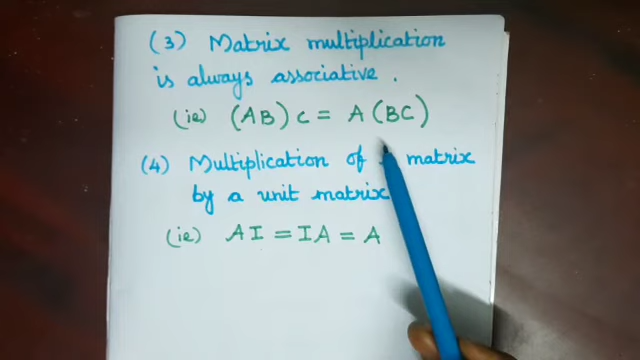 (3) Matrix multiplication
is always associative.
(ie) (AB)C = A(BC)
(4) Multiplication of matrix
by a unit matrix
(ie) AI = IA = A